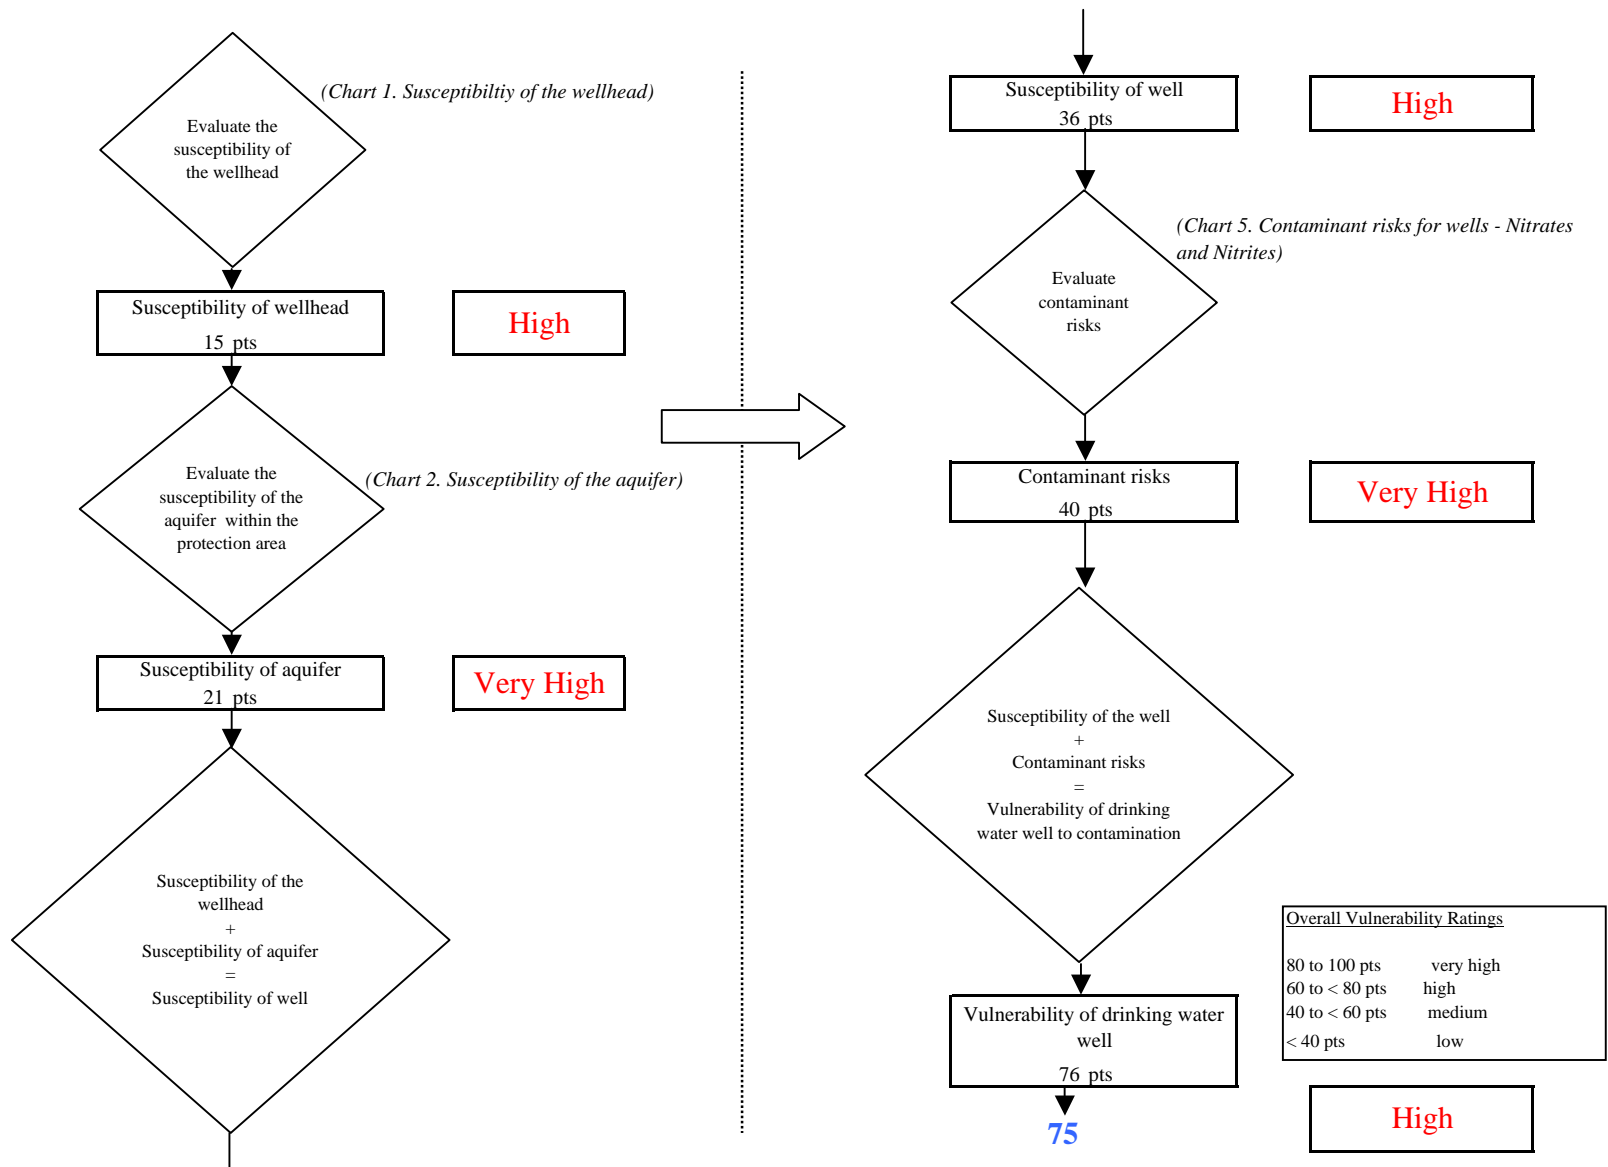 (Chart 1. Susceptibiltiy of the wellhead)
Evaluate the
susceptibility of
the wellhead
Susceptibility of wellhead
15 pts
High
Evaluate the
susceptibility of the
aquifer within the
protection area
(Chart 2. Susceptibility of the aquifer)
Susceptibility of aquifer
21 pts
Very High
Susceptibility of the
wellhead
+
Susceptibility of aquifer
=
Susceptibility of well
Susceptibility of well
36 pts
High
(Chart 5. Contaminant risks for wells - Nitrates
and Nitrites)
Evaluate
contaminant
risks
Contaminant risks
40 pts
Very High
Susceptibility of the well
+
Contaminant risks
=
Vulnerability of drinking
water well to contamination
Overall Vulnerability Ratings
80 to 100 pts very high
60 to < 80 pts high
40 to < 60 pts medium
< 40 pts low
Vulnerability of drinking water
well
76 pts
75
High